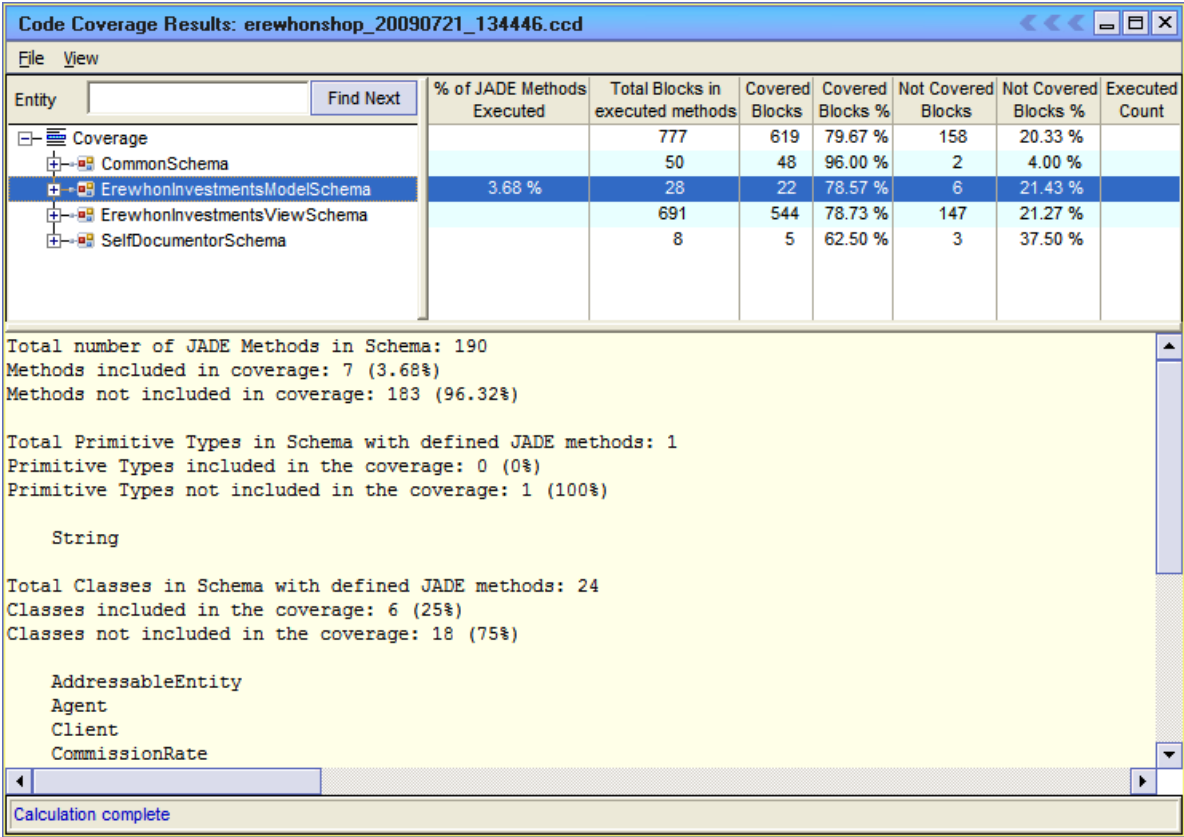 Code Coverage Results: erewhonshop_20090721_134446.ccd
File View
Entity Find Next
% of JADE Methods Executed Total Blocks in executed methods Covered Blocks Covered Blocks % Not Covered Blocks Not Covered Blocks % Executed Count
Coverage 777 619 79.67 % 158 20.33 %
CommonSchema 50 48 96.00 % 2 4.00 %
ErewhonInvestmentsModelSchema 3.68 % 28 22 78.57 % 6 21.43 %
ErewhonInvestmentsViewSchema 691 544 78.73 % 147 21.27 %
SelfDocumentorSchema 8 5 62.50 % 3 37.50 %
Total number of JADE Methods in Schema: 190
Methods included in coverage: 7 (3.68%)
Methods not included in coverage: 183 (96.32%)
Total Primitive Types in Schema with defined JADE methods: 1
Primitive Types included in the coverage: 0 (0%)
Primitive Types not included in the coverage: 1 (100%)
String
Total Classes in Schema with defined JADE methods: 24
Classes included in the coverage: 6 (25%)
Classes not included in the coverage: 18 (75%)
AddressableEntity
Agent
Client
CommissionRate
Calculation complete